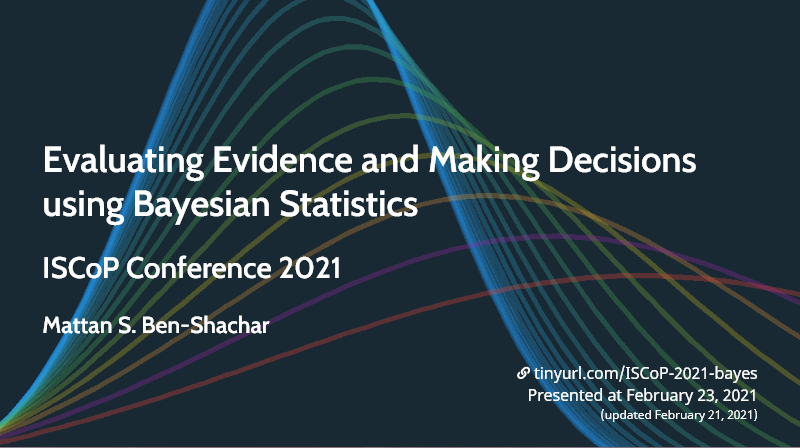 Evaluating Evidence and Making Decisions
using Bayesian Statistics
ISCoP Conference 2021
Mattan S. Ben-Shachar
tinyurl.com/ISCoP-2021-bayes
Presented at February 23, 2021
(updated February 21, 2021)